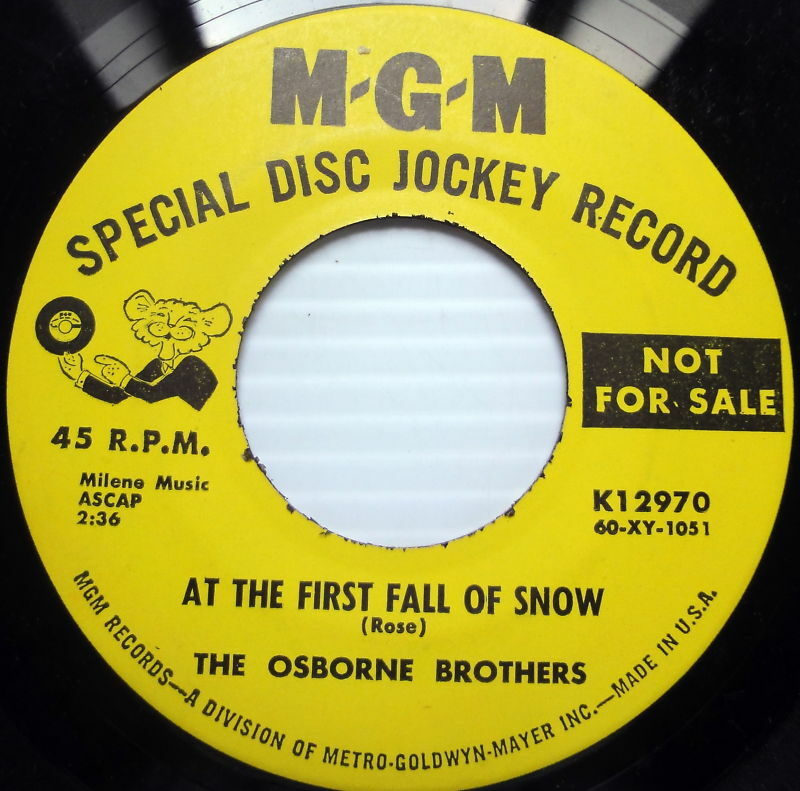 M-G-M
SPECIAL DISC JOCKEY RECORD
NOT
FOR SALE
45 R.P.M.
Milene Music
ASCAP
2:36
K12970
60-XY-1051
AT THE FIRST FALL OF SNOW
(Rose)
THE OSBORNE BROTHERS
MGM RECORDS—A DIVISION OF METRO-GOLDWYN-MAYER INC.—MADE IN U.S.A.